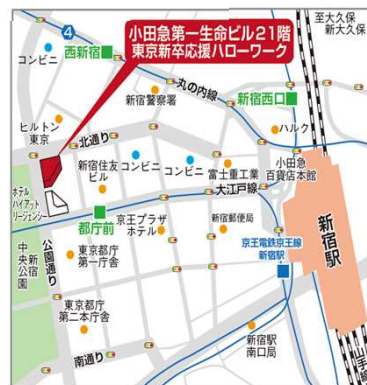 小田急第一生命ビル21階
東京新卒応援ハローワーク
至大久保
新大久保
4
西新宿
コンビニ
丸の内線
新宿警察署
新宿西口
ヒルトン
東京
北通り
ハルク
小田急
百貨店本館
新宿住友
ビル
コンビニ
コンビニ
富士重工業
大江戸線
ホテル
ハイアット
リージェンシー
都庁前
京王プラザ
ホテル
新宿郵便局
新宿駅
京王電鉄京王線
新宿駅
新宿
中央公園
公園通り
東京都庁
第一庁舎
東京都庁
第二本庁舎
南通り
新宿駅
南口局
山手線